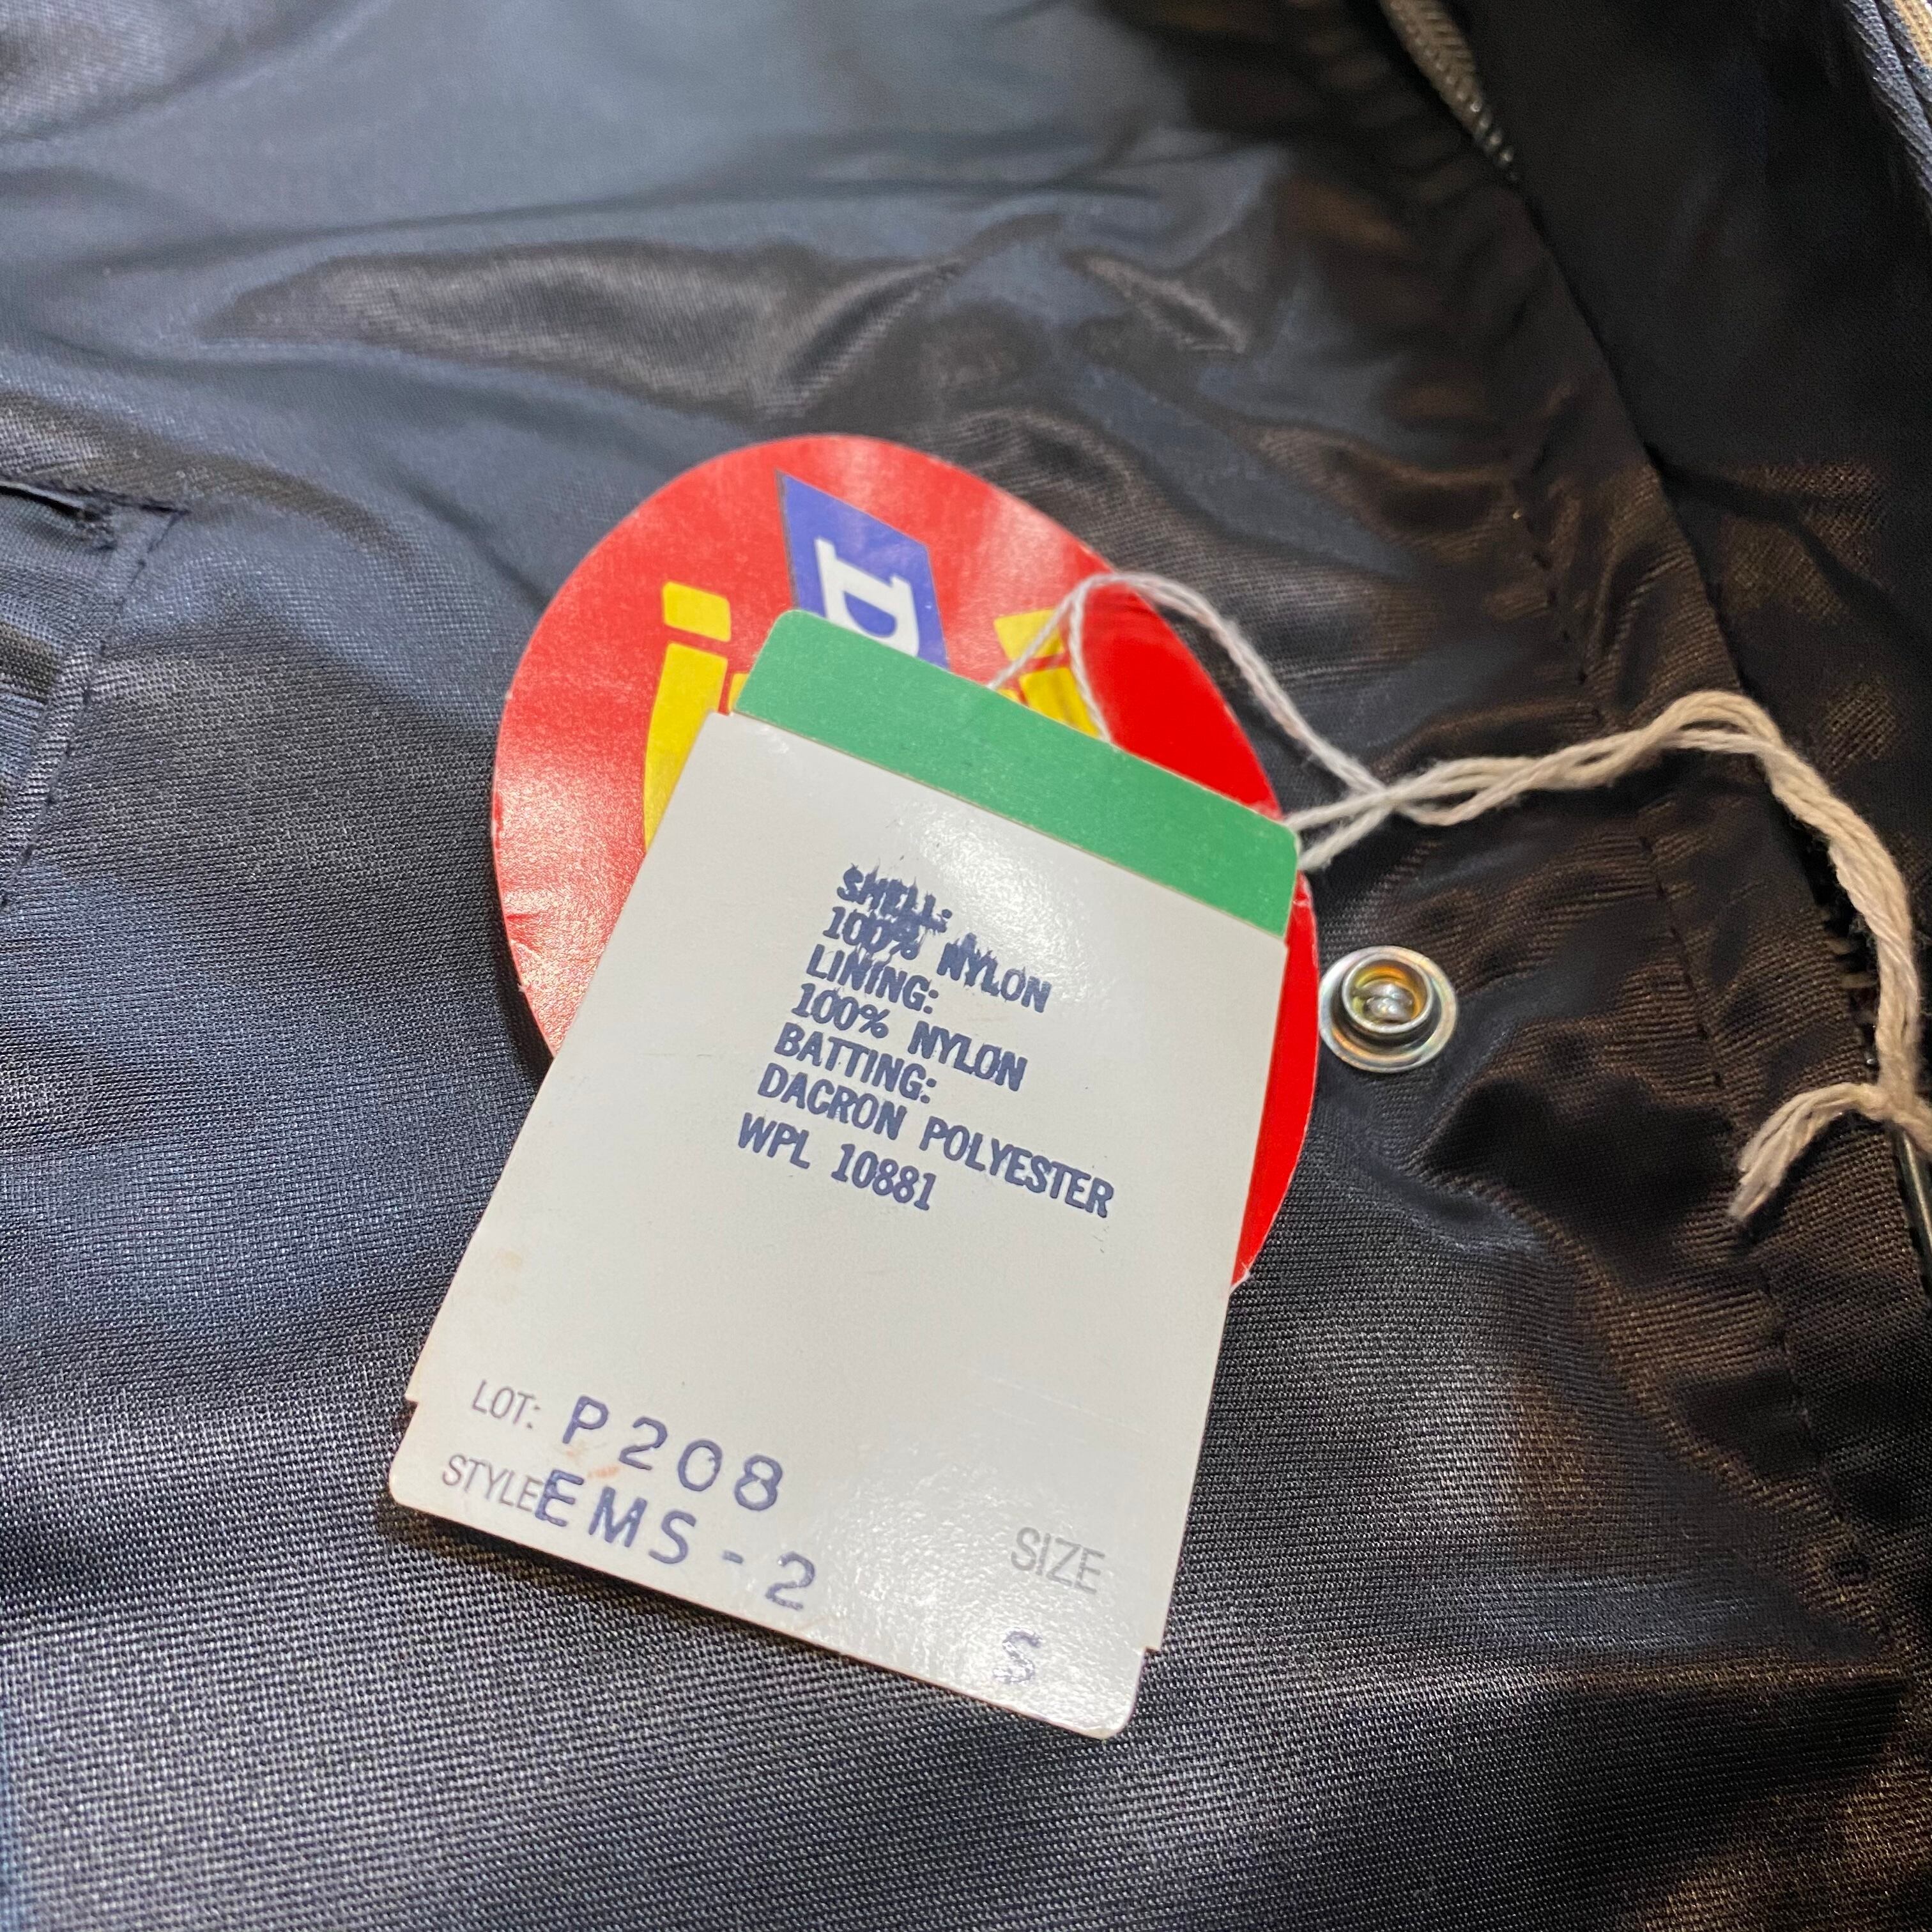 SHELL:
100% NYLON
LINING:
100% NYLON
BATTING:
DACRON POLYESTER
WPL 10881
LOT: P208
STYLE EMS-2
SIZE
S